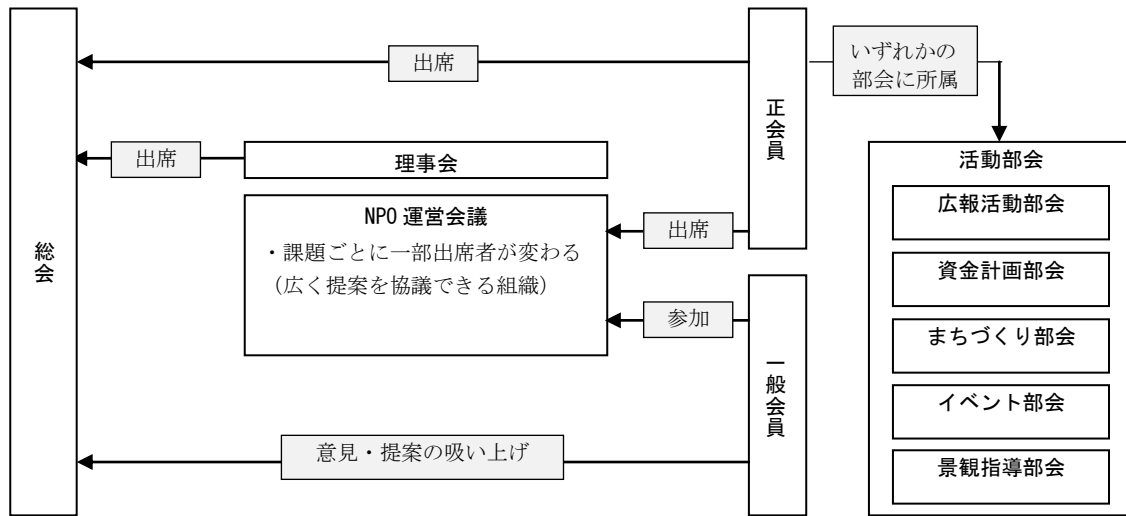 総会
出席
出席
理事会
NPO 運営会議
・課題ごとに一部出席者が変わる
（広く提案を協議できる組織）
出席
参加
意見・提案の吸い上げ
正会員
一般会員
いずれかの
部会に所属
活動部会
広報活動部会
資金計画部会
まちづくり部会
イベント部会
景観指導部会